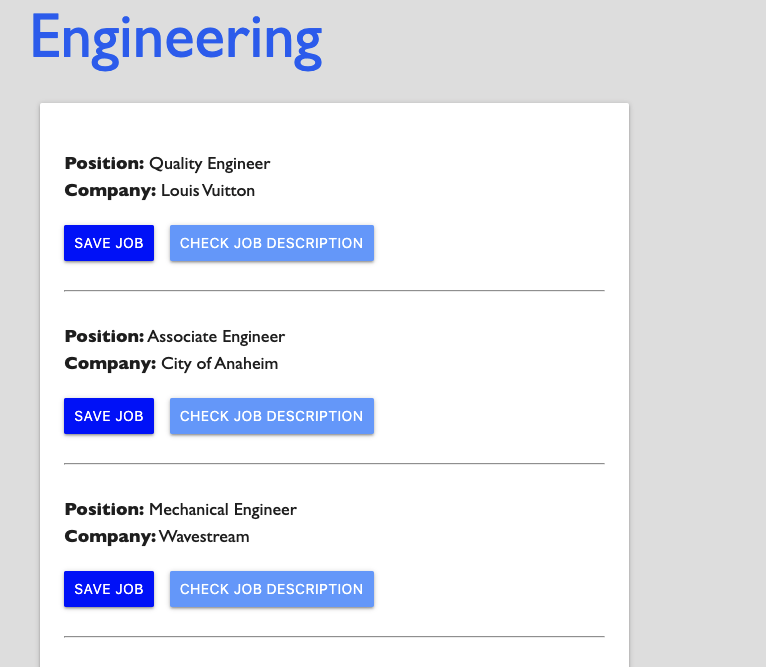 Engineering
Position: Quality Engineer
Company: Louis Vuitton
SAVE JOB CHECK JOB DESCRIPTION
Position: Associate Engineer
Company: City of Anaheim
SAVE JOB CHECK JOB DESCRIPTION
Position: Mechanical Engineer
Company: Wavestream
SAVE JOB CHECK JOB DESCRIPTION